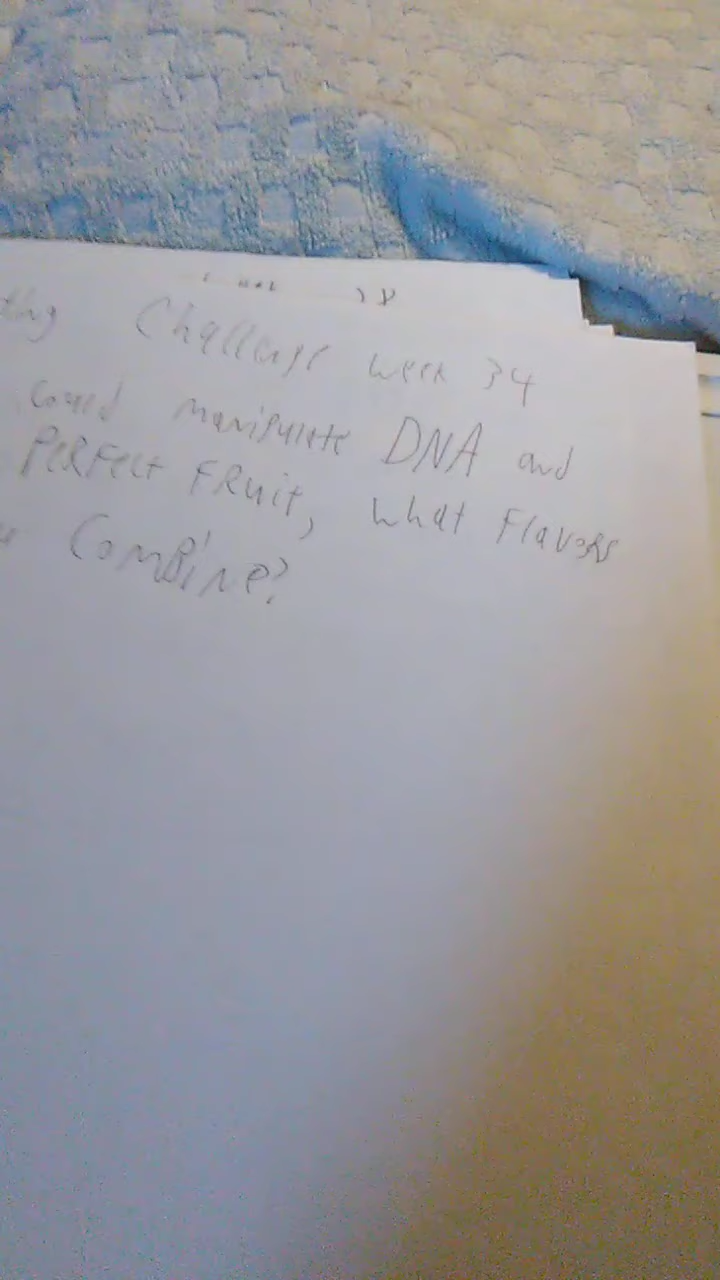 Challenge week 34
could manipulate DNA and
PeRFect FRuit, what Flavors
ComBine?